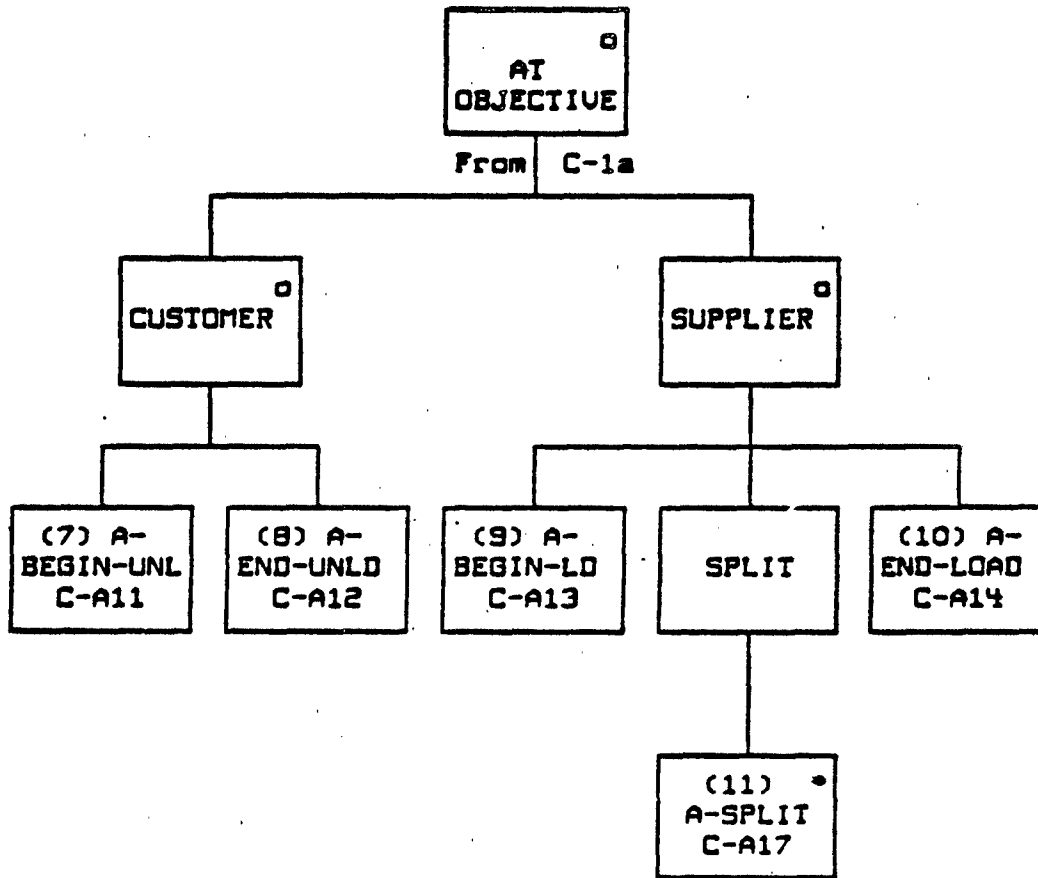 AT
OBJECTIVE
From C-1a
CUSTOMER
SUPPLIER
(7) A-
BEGIN-UNL
C-A11
(8) A-
END-UNLD
C-A12
(9) A-
BEGIN-LD
C-A13
SPLIT
(10) A-
END-LOAD
C-A14
(11)
A-SPLIT
C-A17